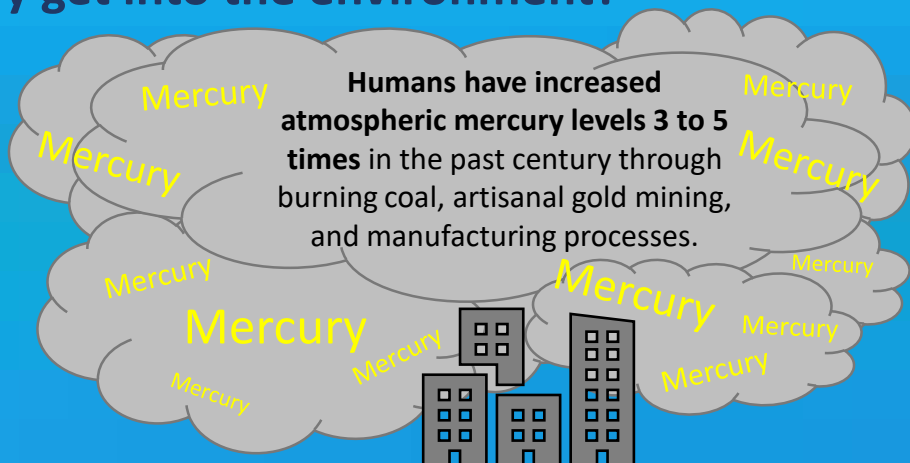 y get into the environment?
Humans have increased
atmospheric mercury levels 3 to 5
times in the past century through
burning coal, artisanal gold mining,
and manufacturing processes.
Mercury
Mercury
Mercury
Mercury
Mercury
Mercury
Mercury
Mercury
Mercury
Mercury
Mercury
Mercury
Mercury